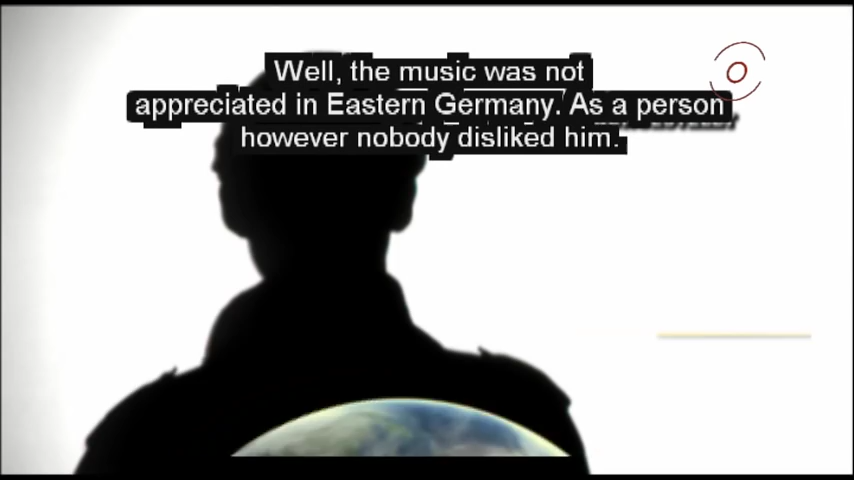 Well, the music was not
appreciated in Eastern Germany. As a person
however nobody disliked him.